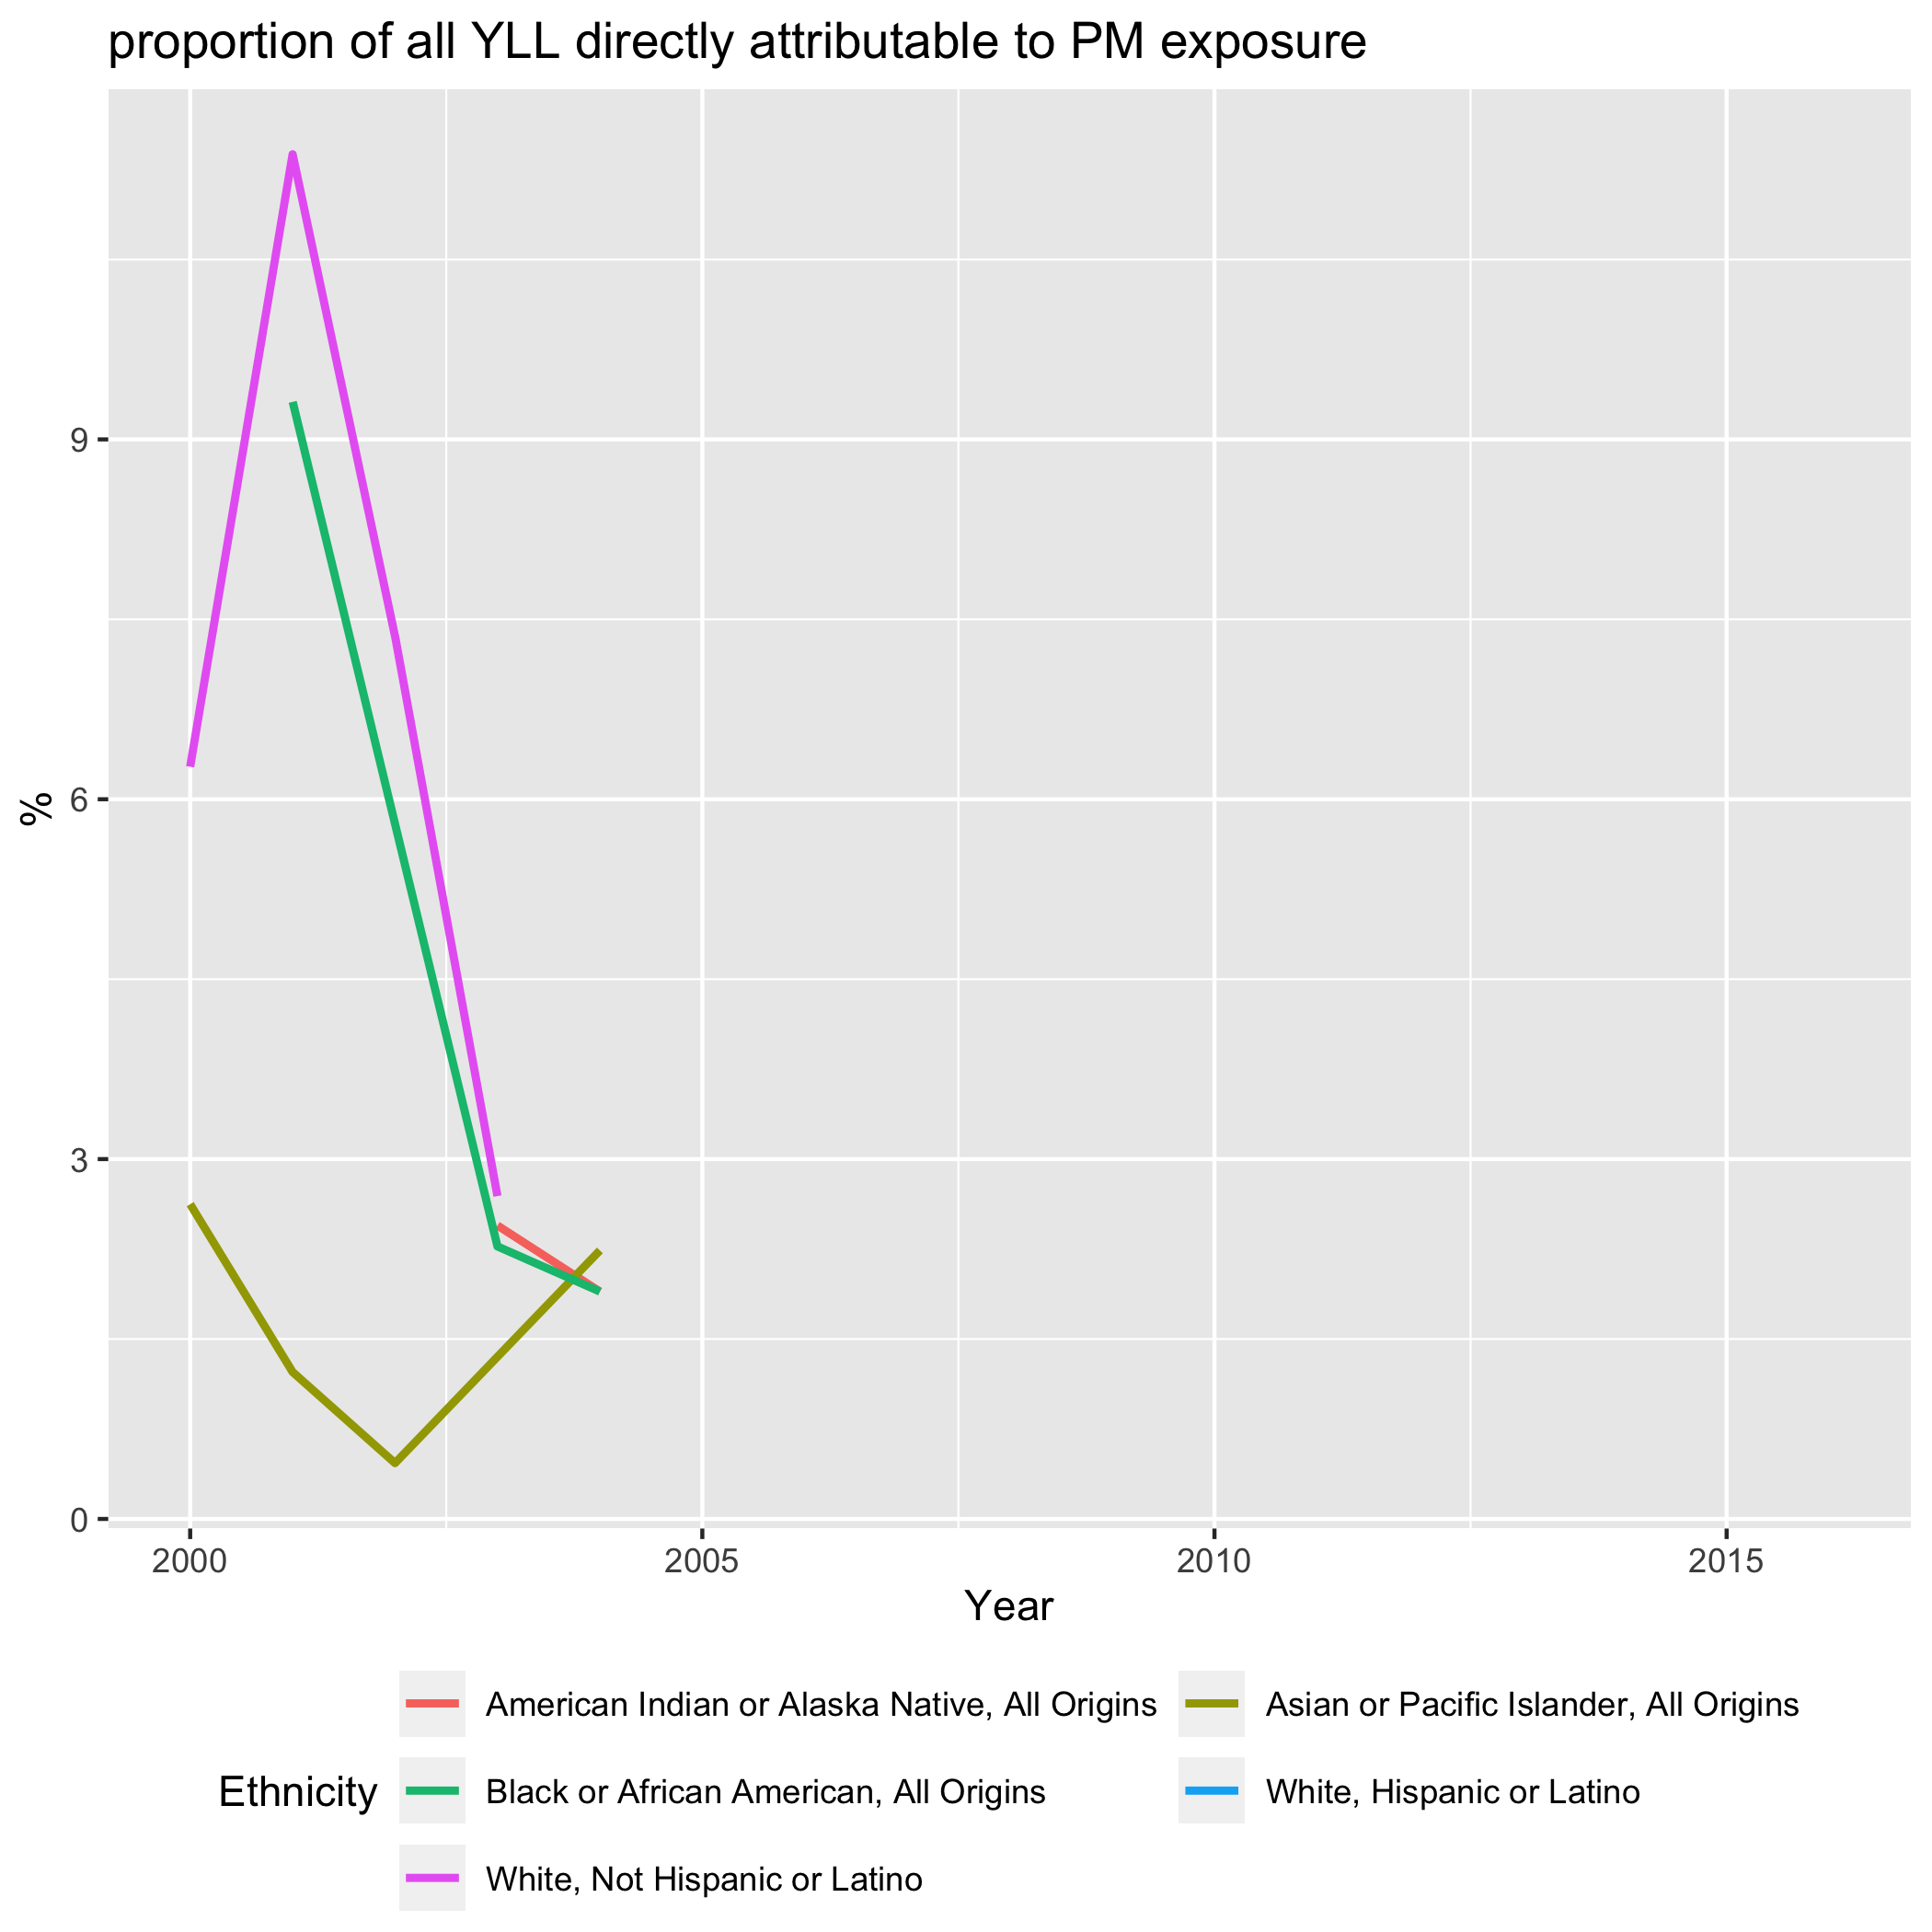 proportion of all YLL directly attributable to PM exposure
%
9
6
3
0
2000 2005 2010 2015
Year
Ethnicity
American Indian or Alaska Native, All Origins
Asian or Pacific Islander, All Origins
Black or African American, All Origins
White, Hispanic or Latino
White, Not Hispanic or Latino